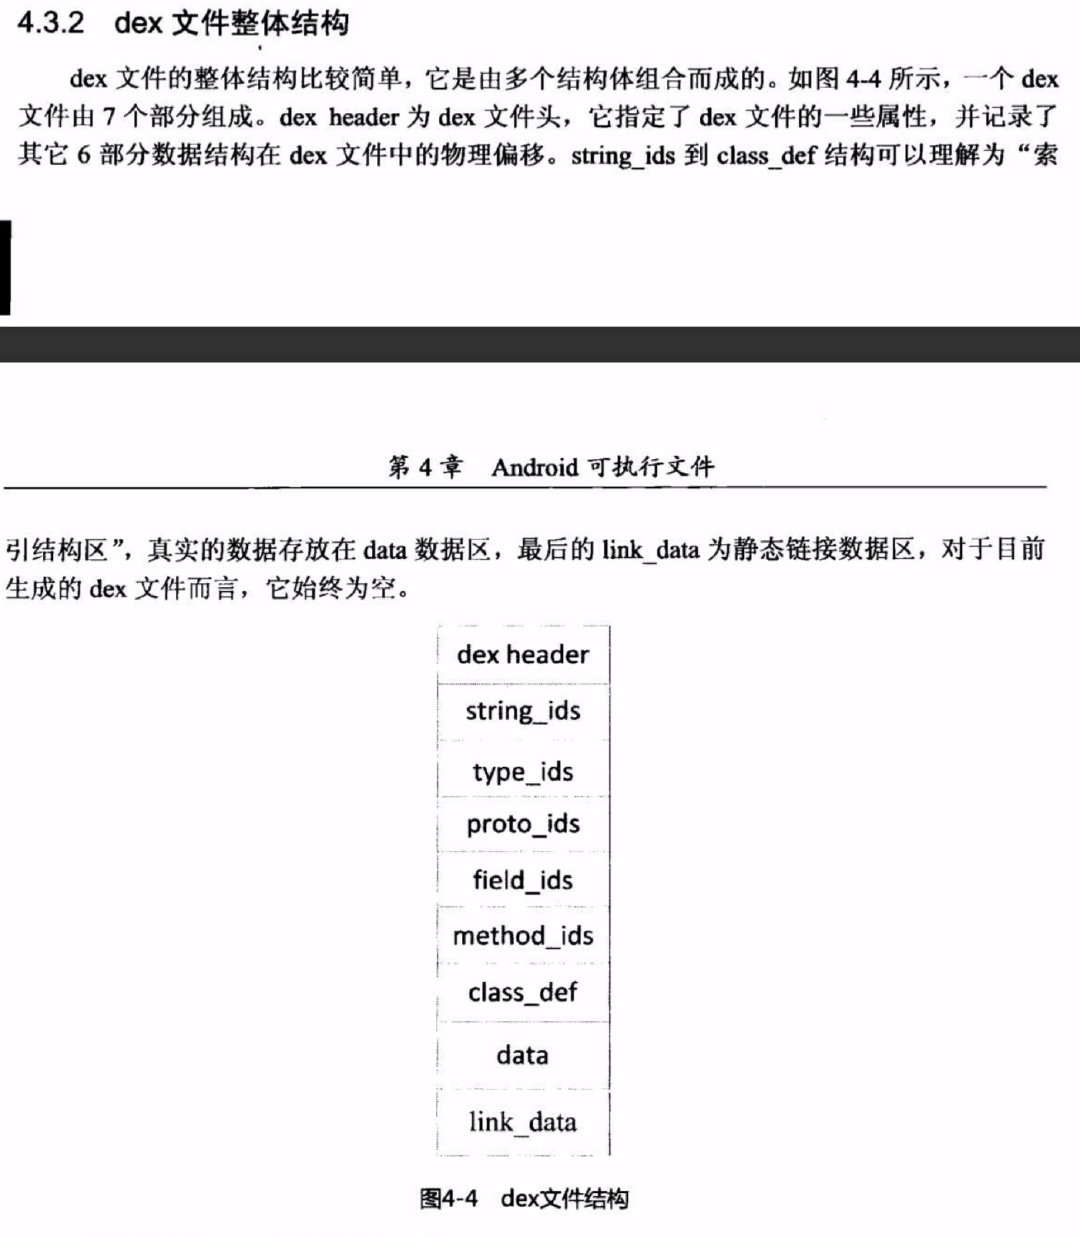 4.3.2 dex 文件整体结构
dex 文件的整体结构比较简单，它是由多个结构体组合而成的。如图 4-4 所示，一个 dex
文件由 7 个部分组成。dex header 为 dex 文件头，它指定了 dex 文件的一些属性，并记录了
其它 6 部分数据结构在 dex 文件中的物理偏移。string_ids 到 class_def 结构可以理解为“索
第 4 章 Android 可执行文件
引结构区”，真实的数据存放在 data 数据区，最后的 link_data 为静态链接数据区，对于目前
生成的 dex 文件而言，它始终为空。
dex header
string_ids
type_ids
proto_ids
field_ids
method_ids
class_def
data
link_data
图4-4 dex文件结构